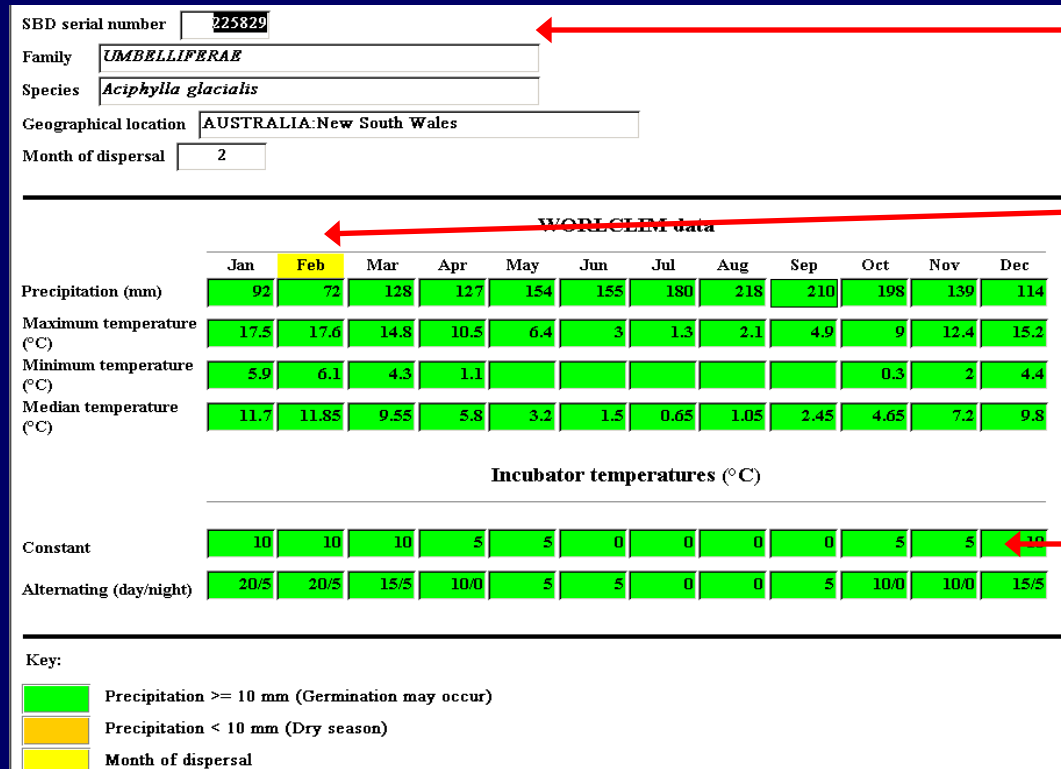 SBD serial number 225829
Family UMBELLIFERAE
Species Aciphylla glacialis
Geographical location AUSTRALIA:New South Wales
Month of dispersal 2
WORLCLIM data
Jan Feb Mar Apr May Jun Jul Aug Sep Oct Nov Dec
Precipitation (mm) 92 72 128 127 154 155 180 218 210 198 139 114
Maximum temperature (°C) 17.5 17.6 14.8 10.5 6.4 3 1.3 2.1 4.9 9 12.4 15.2
Minimum temperature (°C) 5.9 6.1 4.3 1.1 0.3 2 4.4
Median temperature (°C) 11.7 11.85 9.55 5.8 3.2 1.5 0.65 1.05 2.45 4.65 7.2 9.8
Incubator temperatures (°C)
Constant 10 10 10 5 5 0 0 0 0 5 5 10
Alternating (day/night) 20/5 20/5 15/5 10/0 5 5 0 0 5 10/0 10/0 15/5
Key:
Precipitation >= 10 mm (Germination may occur)
Precipitation < 10 mm (Dry season)
Month of dispersal